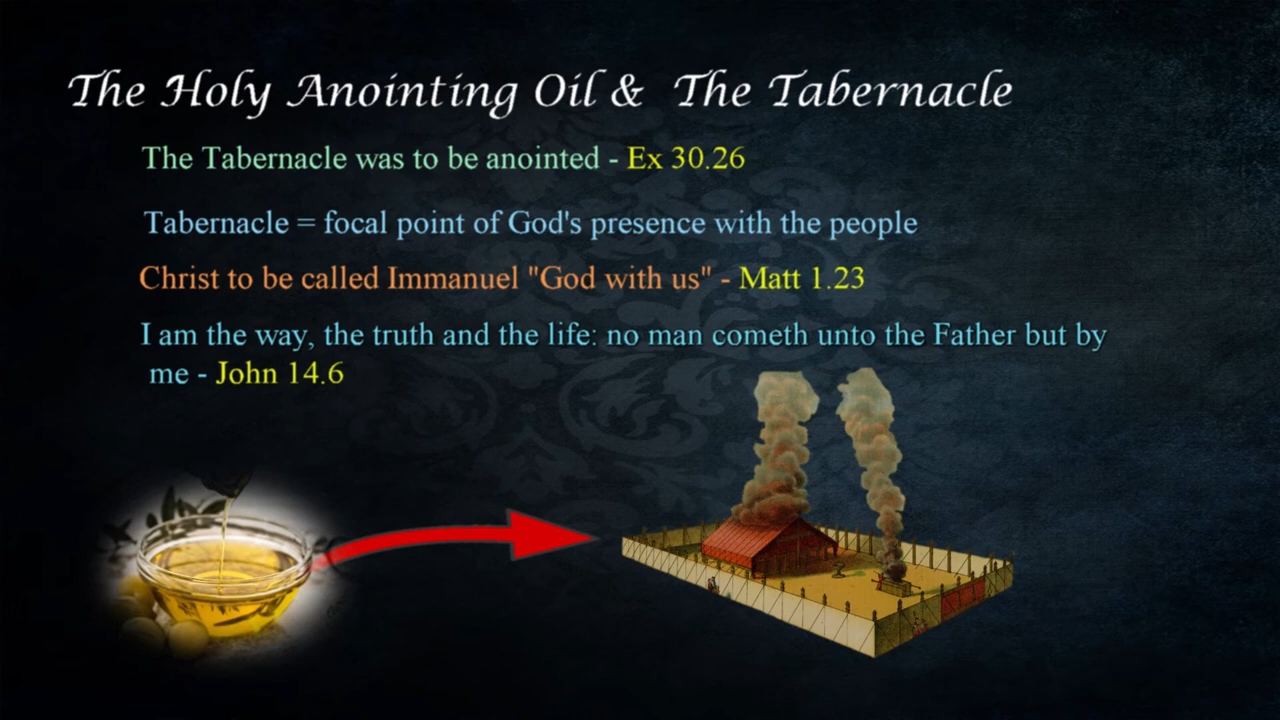 The Holy Anointing Oil & The Tabernacle
The Tabernacle was to be anointed - Ex 30.26
Tabernacle = focal point of God's presence with the people
Christ to be called Immanuel "God with us" - Matt 1.23
I am the way, the truth and the life: no man cometh unto the Father but by
me - John 14.6